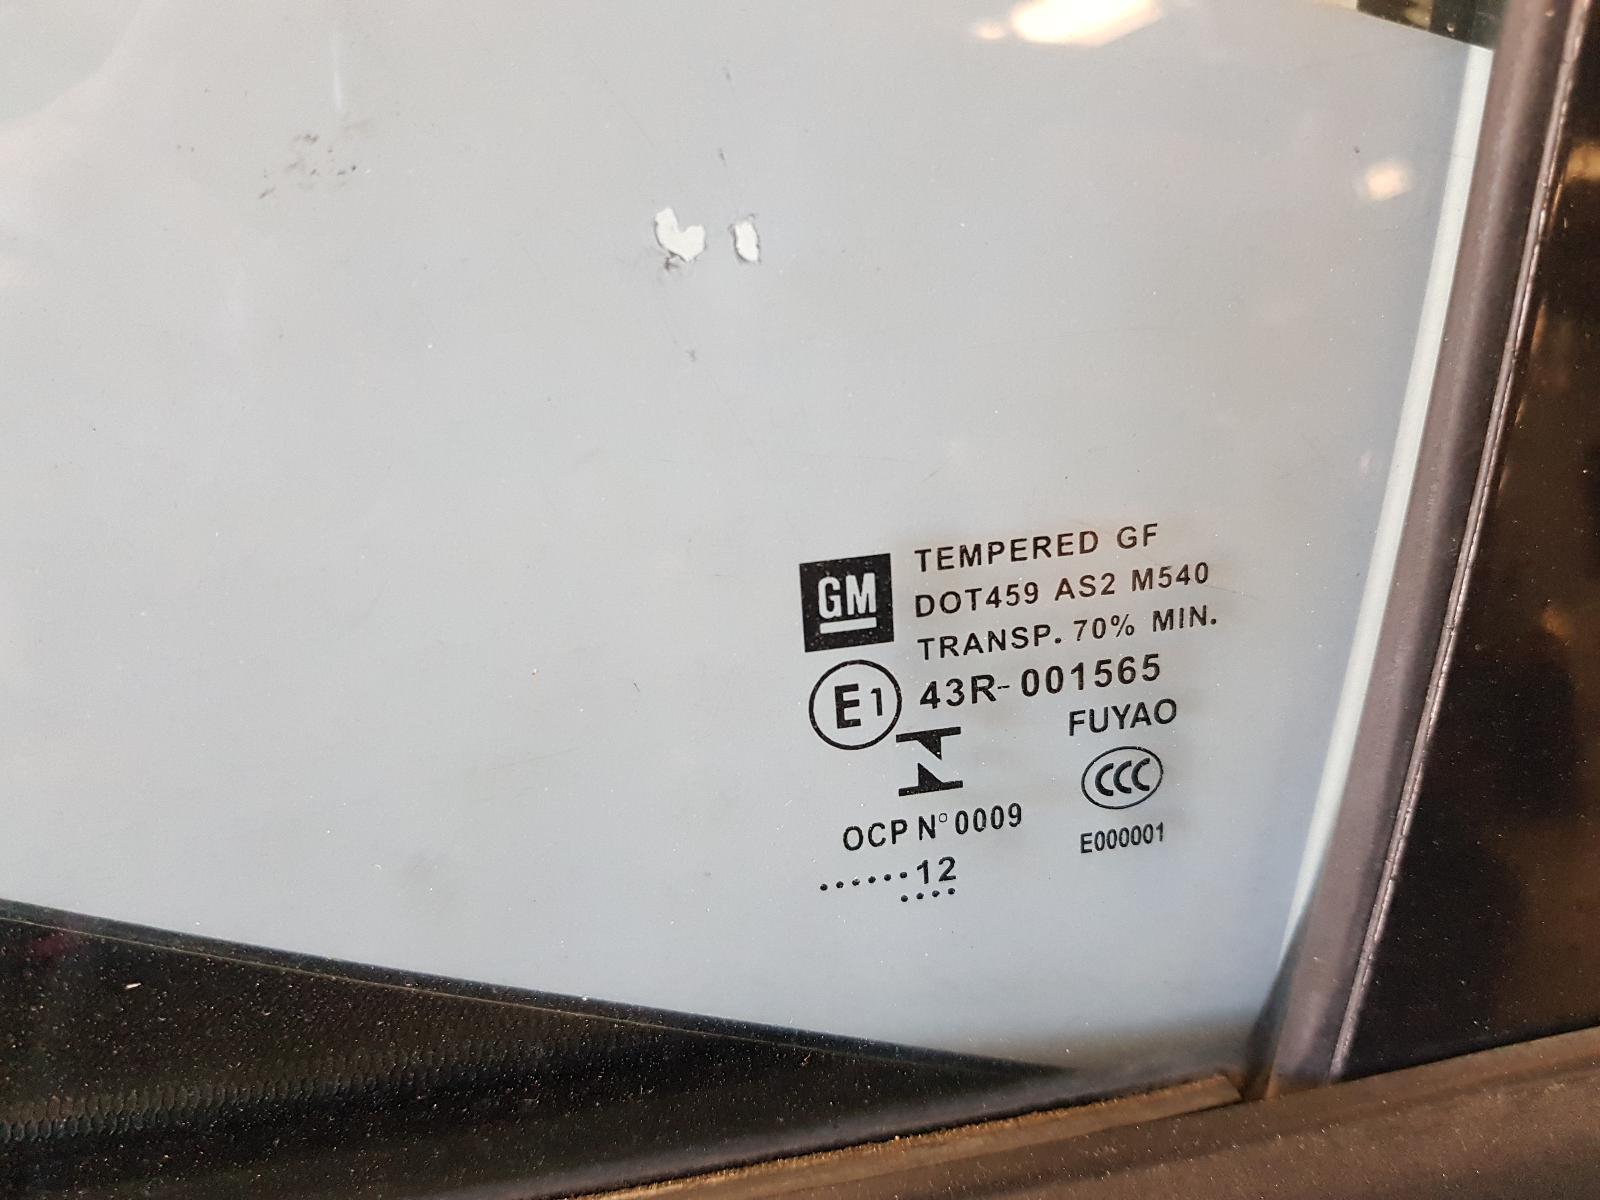 GM
TEMPERED GF
DOT459 AS2 M540
TRANSP. 70% MIN.
E1 43R-001565
FUYAO
CCC
OCP N° 0009
E000001
......12
....